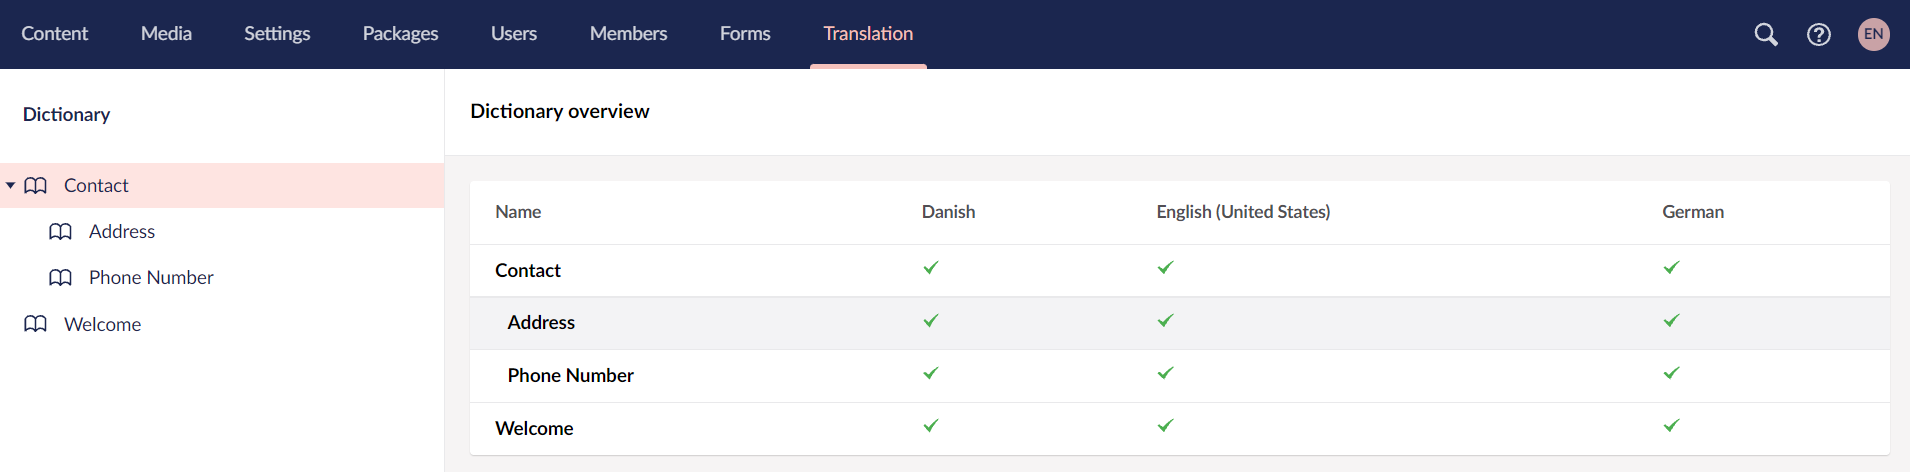 Content Media Settings Packages Users Members Forms Translation EN
Dictionary
Contact
Address
Phone Number
Welcome
Dictionary overview
Name Danish English (United States) German
Contact
Address
Phone Number
Welcome